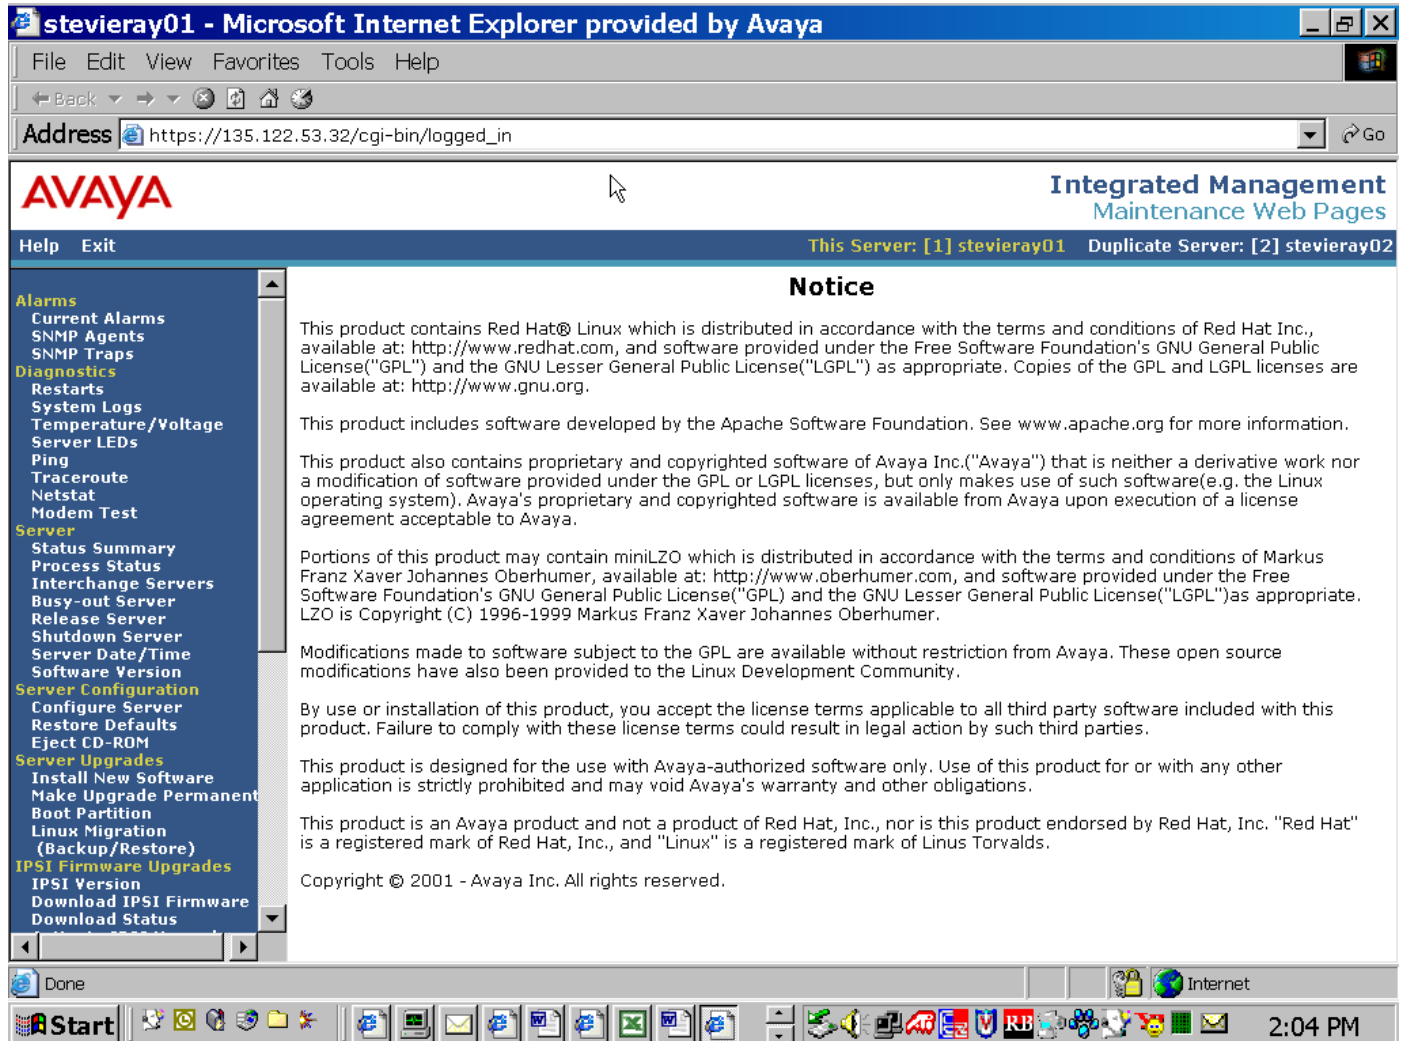 stevieray01 - Microsoft Internet Explorer provided by Avaya
File Edit View Favorites Tools Help
Back
Address https://135.122.53.32/cgi-bin/logged_in Go
AVAYA
Integrated Management
Maintenance Web Pages
Help Exit This Server: [1] stevieray01 Duplicate Server: [2] stevieray02
Alarms
Current Alarms
SNMP Agents
SNMP Traps
Diagnostics
Restarts
System Logs
Temperature/Voltage
Server LEDs
Ping
Traceroute
Netstat
Modem Test
Server
Status Summary
Process Status
Interchange Servers
Busy-out Server
Release Server
Shutdown Server
Server Date/Time
Software Version
Server Configuration
Configure Server
Restore Defaults
Eject CD-ROM
Server Upgrades
Install New Software
Make Upgrade Permanent
Boot Partition
Linux Migration
(Backup/Restore)
IPSI Firmware Upgrades
IPSI Version
Download IPSI Firmware
Download Status
Notice
This product contains Red Hat® Linux which is distributed in accordance with the terms and conditions of Red Hat Inc.,
available at: http://www.redhat.com, and software provided under the Free Software Foundation's GNU General Public
License("GPL") and the GNU Lesser General Public License("LGPL") as appropriate. Copies of the GPL and LGPL licenses are
available at: http://www.gnu.org.
This product includes software developed by the Apache Software Foundation. See www.apache.org for more information.
This product also contains proprietary and copyrighted software of Avaya Inc.("Avaya") that is neither a derivative work nor
a modification of software provided under the GPL or LGPL licenses, but only makes use of such software(e.g. the Linux
operating system). Avaya's proprietary and copyrighted software is available from Avaya upon execution of a license
agreement acceptable to Avaya.
Portions of this product may contain miniLZO which is distributed in accordance with the terms and conditions of Markus
Franz Xaver Johannes Oberhumer, available at: http://www.oberhumer.com, and software provided under the Free
Software Foundation's GNU General Public License("GPL) and the GNU Lesser General Public License("LGPL")as appropriate.
LZO is Copyright (C) 1996-1999 Markus Franz Xaver Johannes Oberhumer.
Modifications made to software subject to the GPL are available without restriction from Avaya. These open source
modifications have also been provided to the Linux Development Community.
By use or installation of this product, you accept the license terms applicable to all third party software included with this
product. Failure to comply with these license terms could result in legal action by such third parties.
This product is designed for the use with Avaya-authorized software only. Use of this product for or with any other
application is strictly prohibited and may void Avaya's warranty and other obligations.
This product is an Avaya product and not a product of Red Hat, Inc., nor is this product endorsed by Red Hat, Inc. "Red Hat"
is a registered mark of Red Hat, Inc., and "Linux" is a registered mark of Linus Torvalds.
Copyright © 2001 - Avaya Inc. All rights reserved.
Done Internet
Start RB 2:04 PM